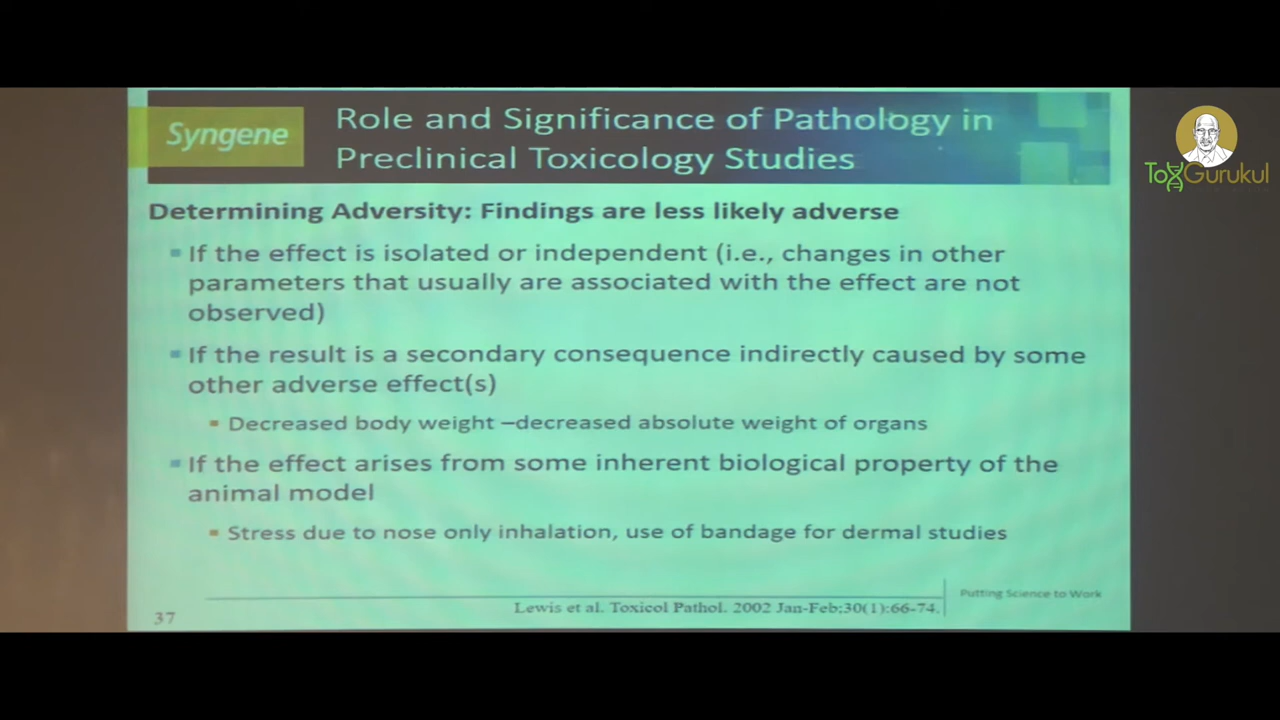 Syngene
Role and Significance of Pathology in
Preclinical Toxicology Studies
ToxGurukul
Determining Adversity: Findings are less likely adverse
If the effect is isolated or independent (i.e., changes in other
parameters that usually are associated with the effect are not
observed)
If the result is a secondary consequence indirectly caused by some
other adverse effect(s)
Decreased body weight –decreased absolute weight of organs
If the effect arises from some inherent biological property of the
animal model
Stress due to nose only inhalation, use of bandage for dermal studies
Putting Science to Work
Lewis et al. Toxicol Pathol. 2002 Jan-Feb;30(1):66-74.
37